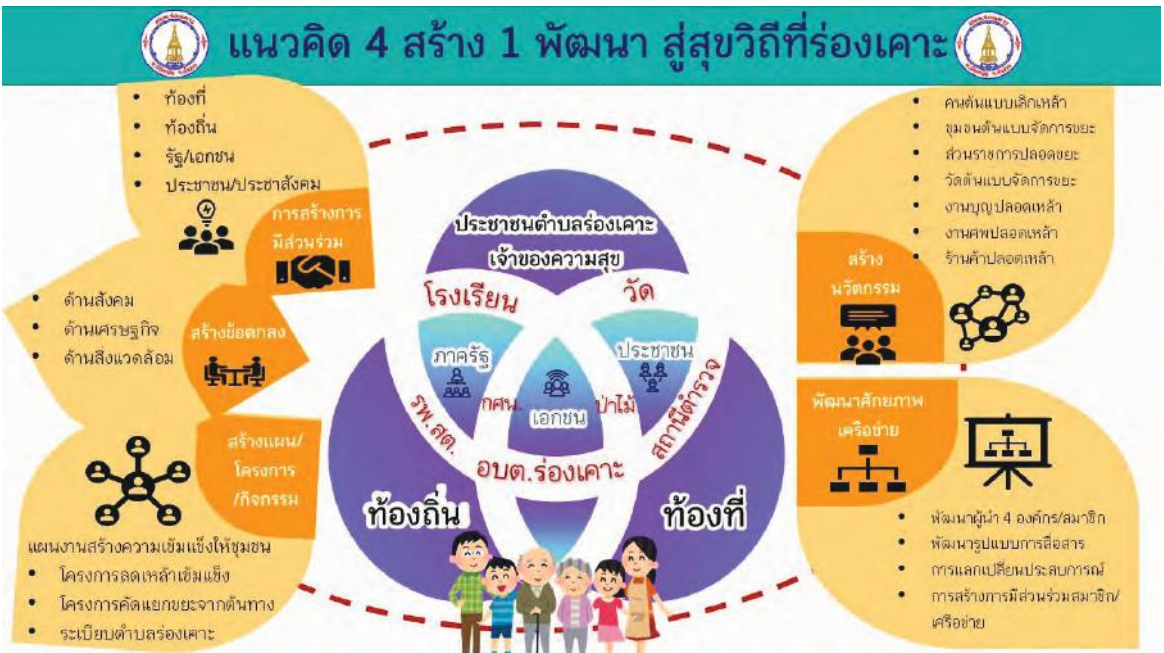 แนวคิด 4 สร้าง 1 พัฒนา สู่สุขวิถีที่ร่องเคาะ
• ท้องที่
• ท้องถิ่น
• รัฐ/เอกชน
• ประชาชน/ประชาสังคม
การสร้างการ
มีส่วนร่วม
• ด้านสังคม
• ด้านเศรษฐกิจ
• ด้านสิ่งแวดล้อม
สร้างข้อตกลง
สร้างแผน/
โครงการ
/กิจกรรม
แผนงานสร้างความเข้มแข็งให้ชุมชน
• โครงการลดเหล้าเข้มแข็ง
• โครงการคัดแยกขยะจากต้นทาง
• ระเบียบตำบลร่องเคาะ
ประชาชนตำบลร่องเคาะ
เจ้าของความสุข
โรงเรียน
วัด
ภาครัฐ
ประชาชน
รพ.สต.
กศน.
เอกชน
ป่าไม้
สถานีตำรวจ
อบต.ร่องเคาะ
ท้องถิ่น
ท้องที่
• คนต้นแบบเลิกเหล้า
• ชุมชนต้นแบบจัดการขยะ
• ส่วนราชการปลอดขยะ
• วัดต้นแบบจัดการขยะ
• งานบุญปลอดเหล้า
• งานศพปลอดเหล้า
• ร้านค้าปลอดเหล้า
สร้าง
นวัตกรรม
พัฒนาศักยภาพ
เครือข่าย
• พัฒนาผู้นำ 4 องค์กร/สมาชิก
• พัฒนารูปแบบการสื่อสาร
• การแลกเปลี่ยนประสบการณ์
• การสร้างการมีส่วนร่วมสมาชิก/
เครือข่าย